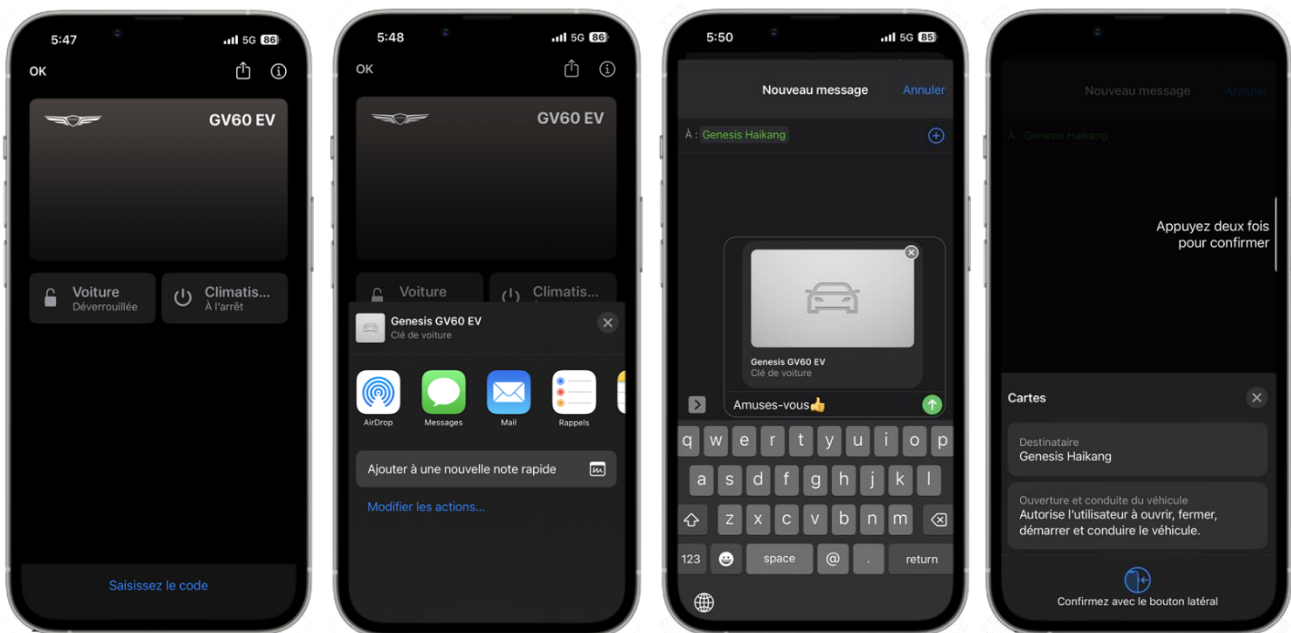 5:47
5G 86
OK
GV60 EV
Voiture
Déverrouillée
Climatis...
À l'arrêt
Saisissez le code
5:48
5G 86
OK
GV60 EV
Voiture
Climatis...
Genesis GV60 EV
Clé de voiture
AirDrop
Messages
Mail
Rappels
Ajouter à une nouvelle note rapide
Modifier les actions...
5:50
5G 85
Nouveau message
Annuler
À : Genesis Haikang
Genesis GV60 EV
Clé de voiture
Amuses-vous👍
q w e r t y u i o p
a s d f g h j k l
z x c v b n m
123 space @ . return
Nouveau message
Annuler
À : Genesis Haikang
Appuyez deux fois
pour confirmer
Cartes
Destinataire
Genesis Haikang
Ouverture et conduite du véhicule
Autorise l'utilisateur à ouvrir, fermer,
démarrer et conduire le véhicule.
Confirmez avec le bouton latéral